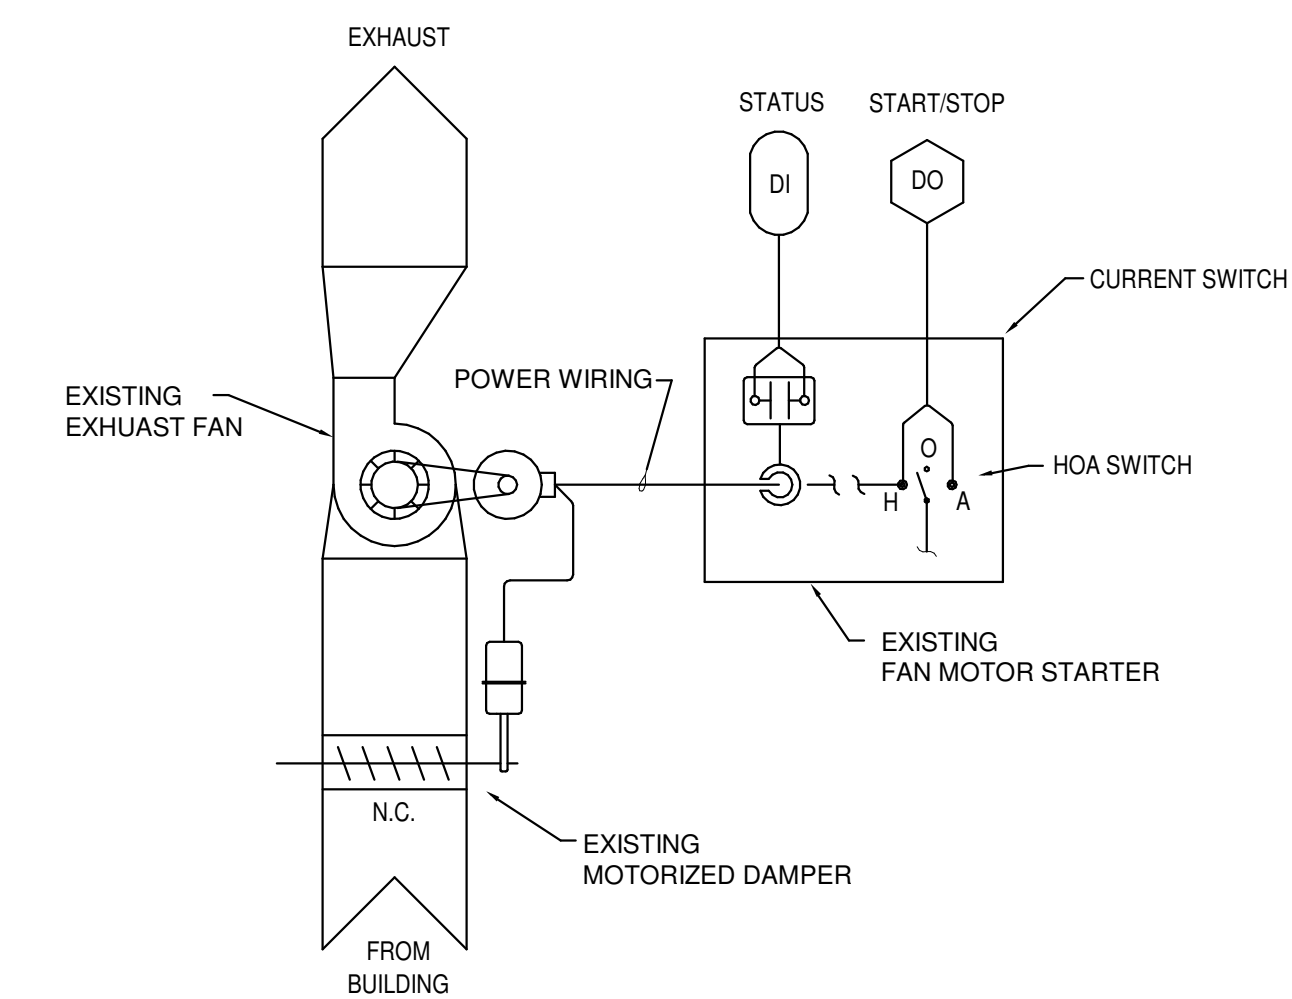 EXHAUST
STATUS
START/STOP
DI
DO
CURRENT SWITCH
POWER WIRING
EXISTING
EXHUAST FAN
O
HOA SWITCH
H
A
EXISTING
FAN MOTOR STARTER
N.C.
EXISTING
MOTORIZED DAMPER
FROM
BUILDING